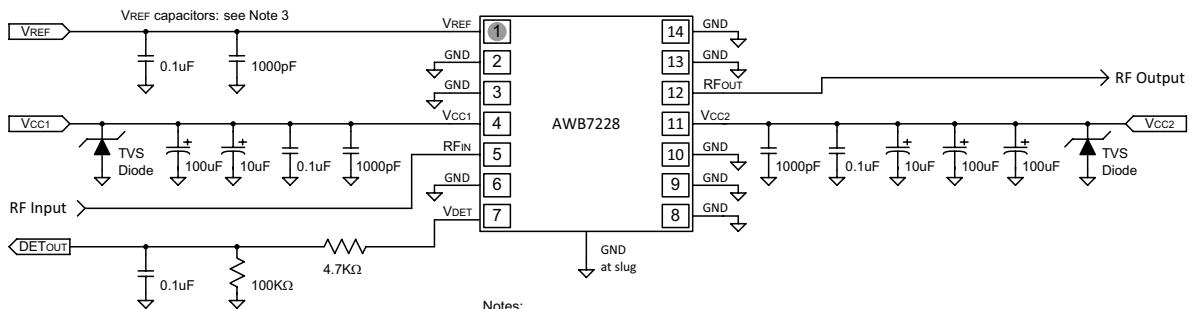 VREF capacitors: see Note 3
VREF
VREF
1
14
GND
0.1uF
1000pF
GND
2
13
GND
GND
3
12
RFOUT
RF Output
VCC1
VCC1
4
AWB7228
11
VCC2
VCC2
TVS
Diode
100uF
10uF
0.1uF
1000pF
RFIN
5
10
GND
1000pF
0.1uF
10uF
100uF
100uF
TVS
Diode
GND
6
9
GND
RF Input
VDET
7
8
GND
DETOUT
0.1uF
100KΩ
4.7KΩ
GND
at slug
Notes: